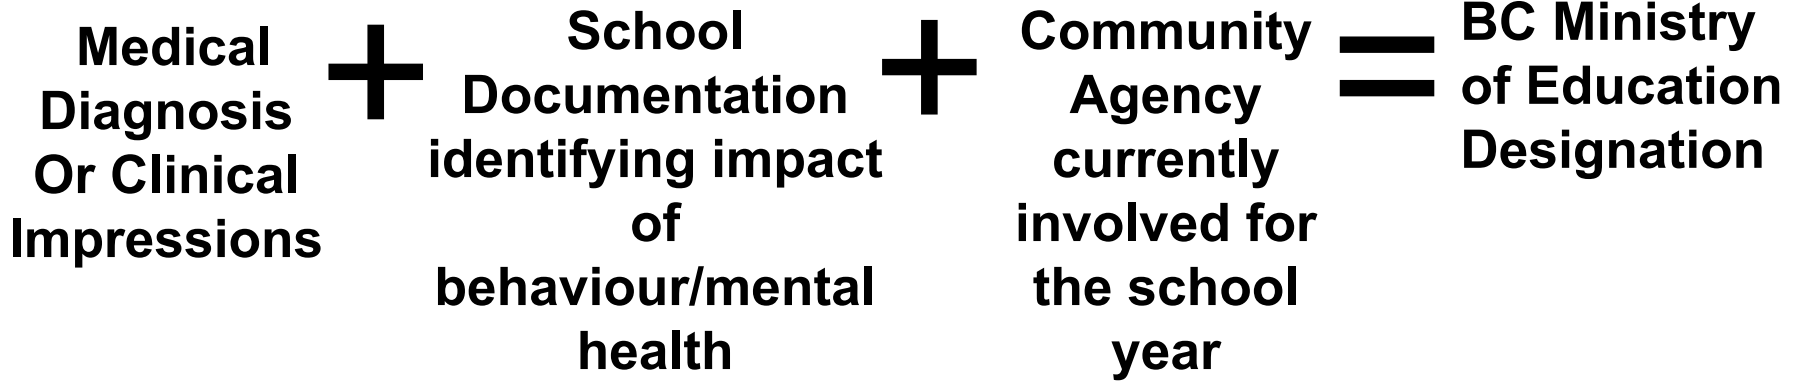 Medical
Diagnosis
Or Clinical
Impressions
+
School
Documentation
identifying impact
of
behaviour/mental
health
+
Community
Agency
currently
involved for
the school
year
=
BC Ministry
of Education
Designation